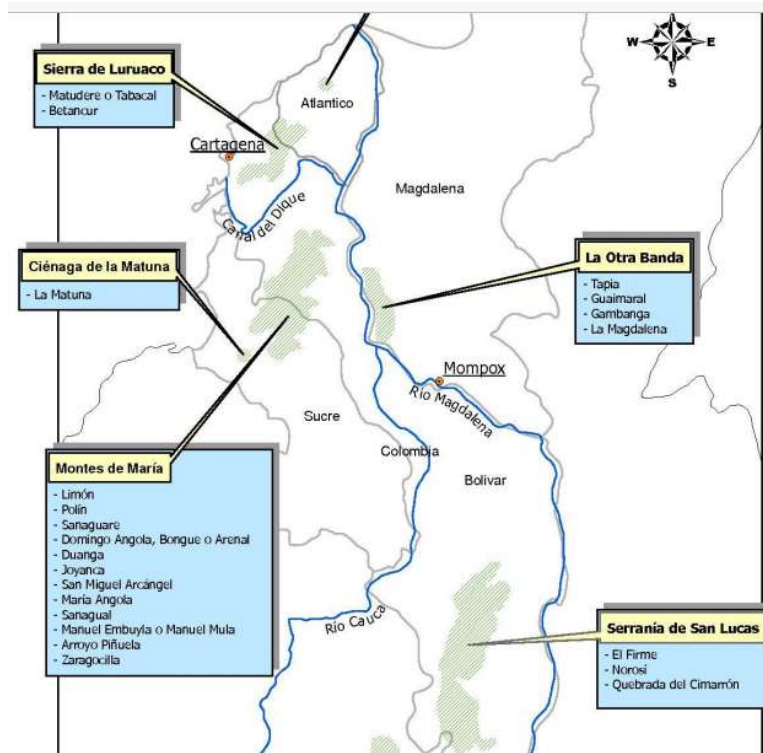 N
W
E
S
Sierra de Luruaco
- Matudere o Tabacal
- Betancur
Atlantico
Cartagena
Canal del Dique
Magdalena
Ciénaga de la Matuna
- La Matuna
La Otra Banda
- Tapia
- Guaimaral
- Gambanga
- La Magdalena
Mompox
Río Magdalena
Sucre
Colombia
Bolivar
Montes de María
- Limón
- Polín
- Sanaguare
- Domingo Angola, Bongue o Arenal
- Duanga
- Joyanca
- San Miguel Arcángel
- María Angola
- Sanagual
- Manuel Embuyla o Manuel Mula
- Arroyo Piñuela
- Zaragocilla
Río Cauca
Serranía de San Lucas
- El Firme
- Norosí
- Quebrada del Cimarrón